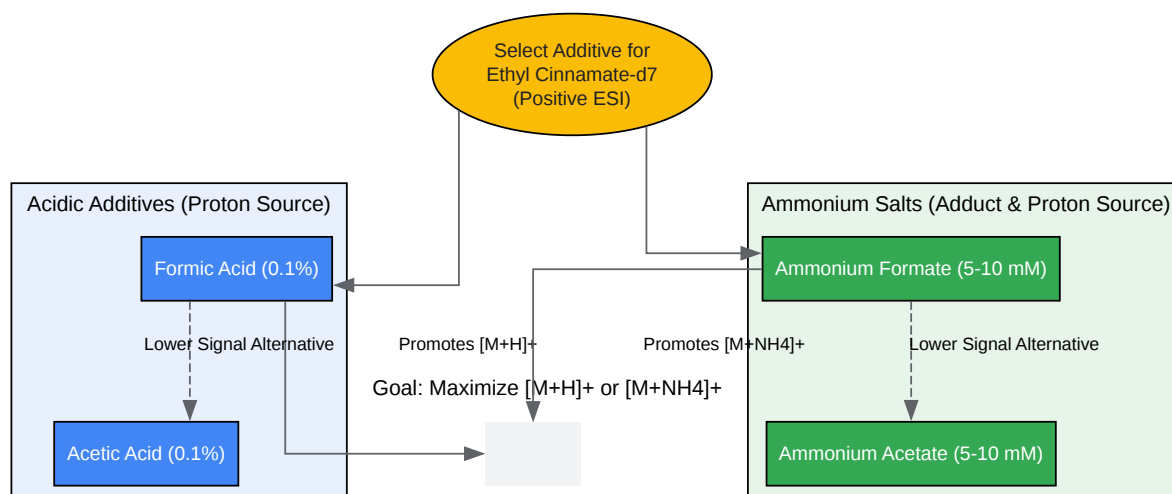 Select Additive for
Ethyl Cinnamate-d7
(Positive ESI)
Acidic Additives (Proton Source)
Formic Acid (0.1%)
Lower Signal Alternative
Acetic Acid (0.1%)
Promotes [M+H]+
Promotes [M+NH4]+
Goal: Maximize [M+H]+ or [M+NH4]+
Ammonium Salts (Adduct & Proton Source)
Ammonium Formate (5-10 mM)
Lower Signal Alternative
Ammonium Acetate (5-10 mM)